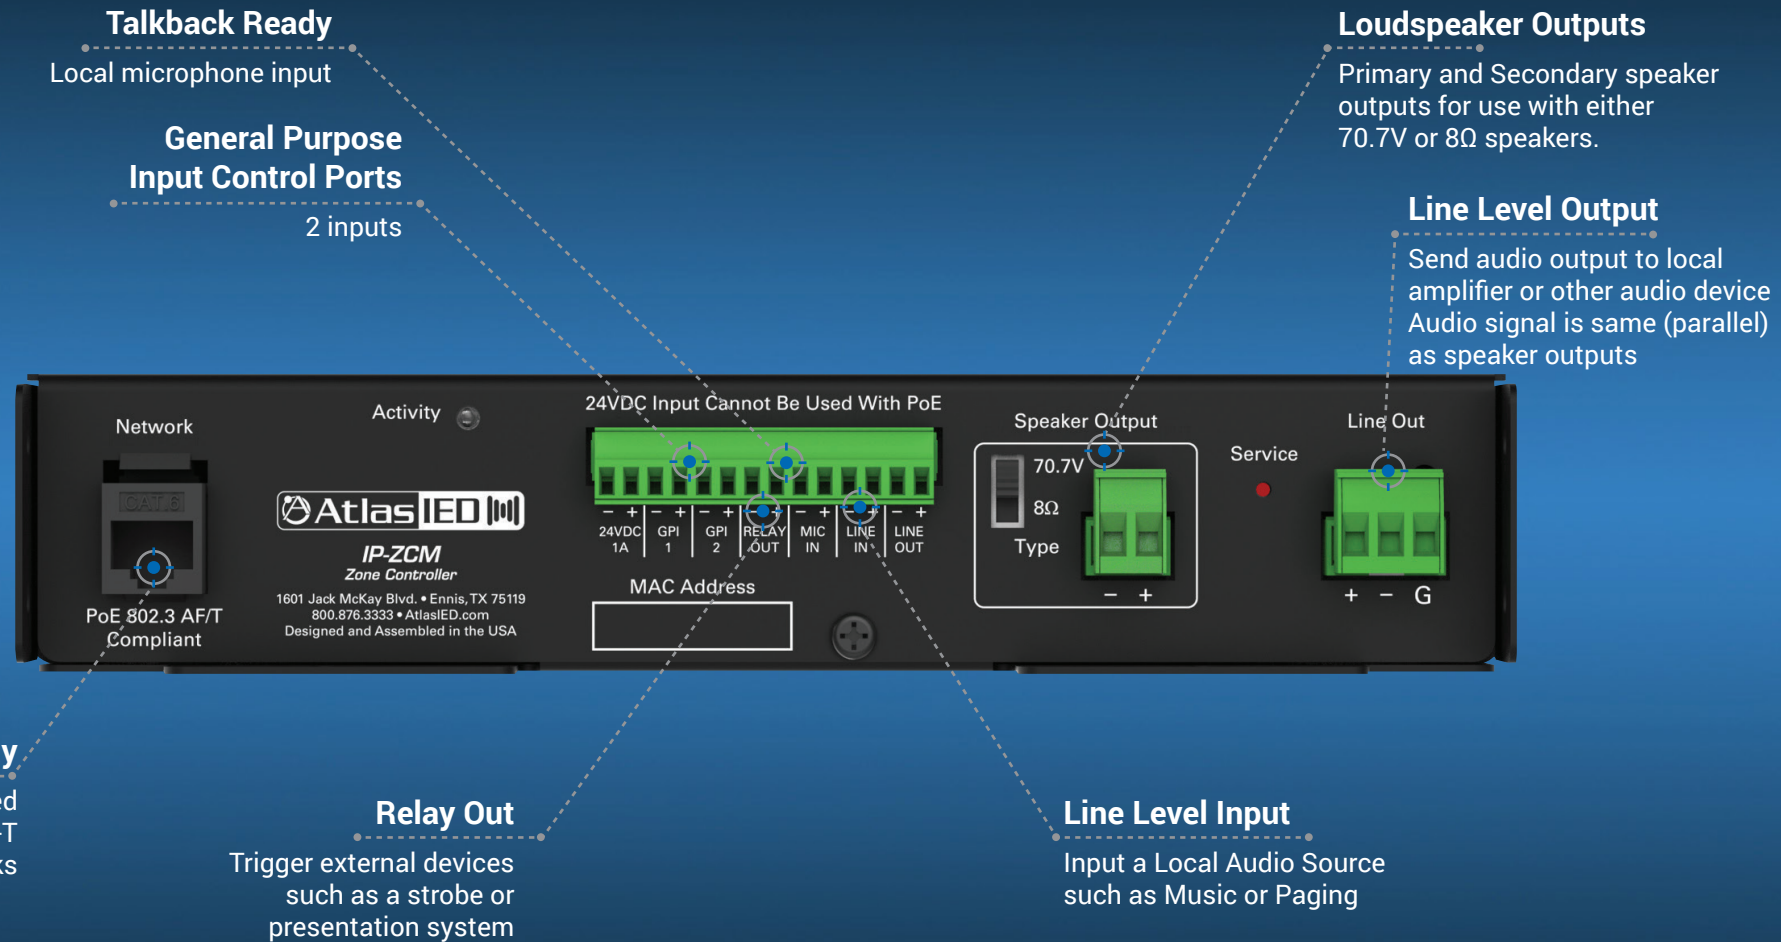 Talkback Ready
Local microphone input
General Purpose
Input Control Ports
2 inputs
Loudspeaker Outputs
Primary and Secondary speaker
outputs for use with either
70.7V or 8Ω speakers.
Line Level Output
Send audio output to local
amplifier or other audio device
Audio signal is same (parallel)
as speaker outputs
Network
CAT.6
PoE 802.3 AF/T
Compliant
Activity
AtlasIED
IP-ZCM
Zone Controller
1601 Jack McKay Blvd. • Ennis, TX 75119
800.876.3333 • AtlasIED.com
Designed and Assembled in the USA
24VDC Input Cannot Be Used With PoE
– + – + – + – + – + – + – +
24VDC GPI GPI RELAY MIC LINE LINE
1A 1 2 OUT IN IN OUT
MAC Address
Speaker Output
70.7V
8Ω
Type
– +
Service
Line Out
+ – G
y
ed
-T
ks
Relay Out
Trigger external devices
such as a strobe or
presentation system
Line Level Input
Input a Local Audio Source
such as Music or Paging